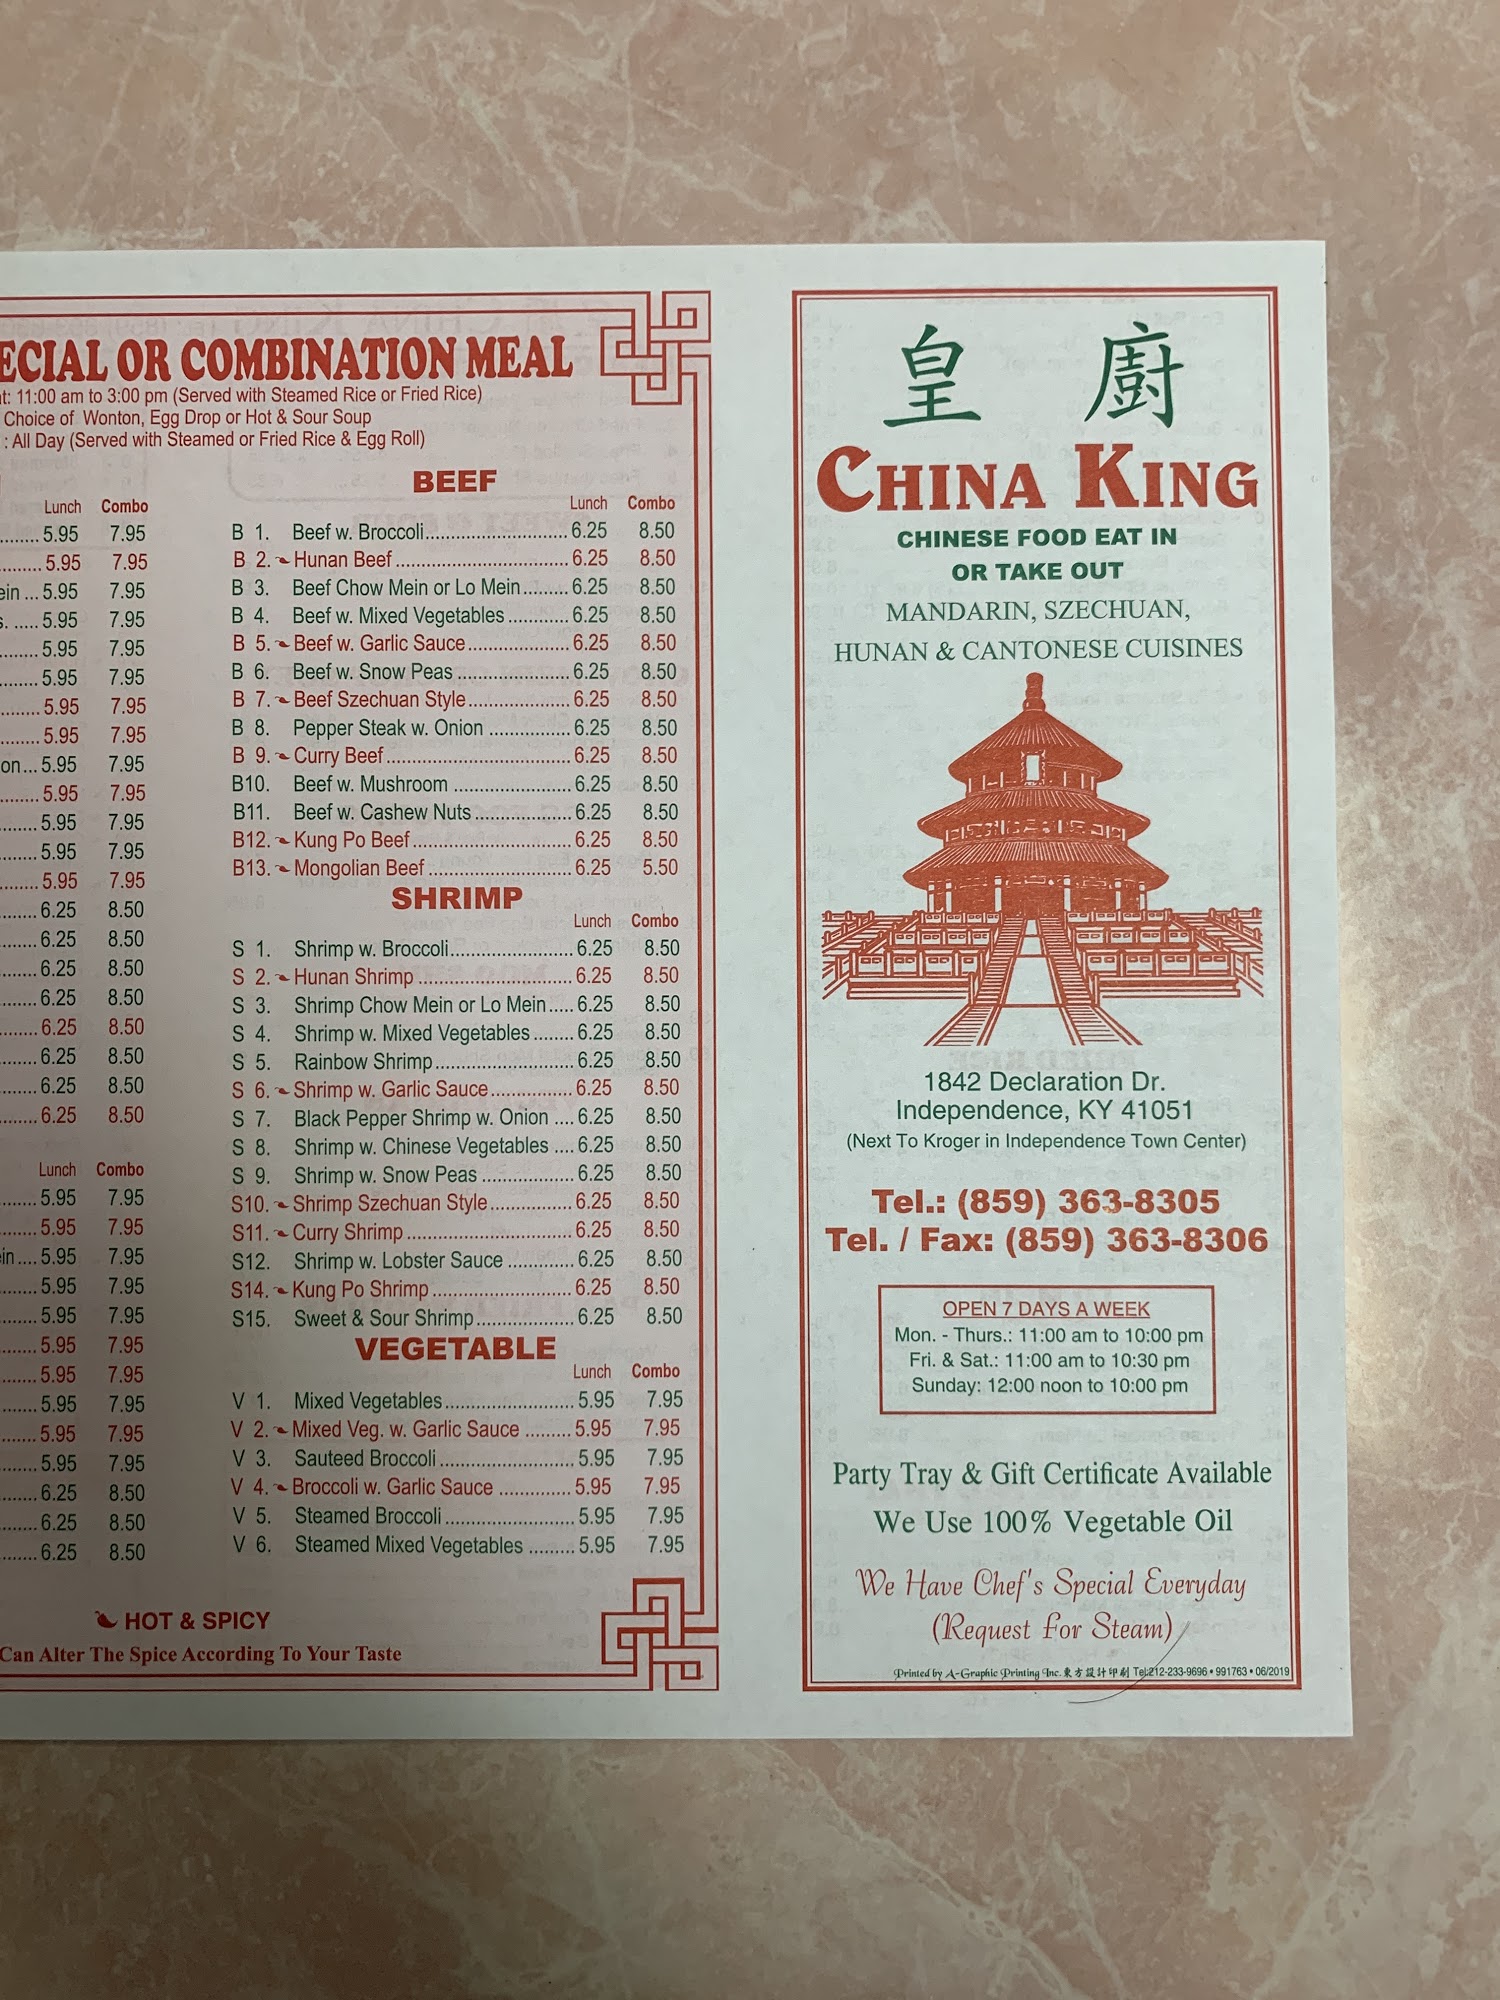 ECIAL OR COMBINATION MEAL
11:00 am to 3:00 pm (Served with Steamed Rice or Fried Rice)
Choice of Wonton, Egg Drop or Hot & Sour Soup
: All Day (Served with Steamed or Fried Rice & Egg Roll)
Lunch Combo
5.95 7.95
5.95 7.95
ein ... 5.95 7.95
s. ..... 5.95 7.95
5.95 7.95
5.95 7.95
5.95 7.95
5.95 7.95
on... 5.95 7.95
5.95 7.95
5.95 7.95
5.95 7.95
5.95 7.95
6.25 8.50
6.25 8.50
6.25 8.50
6.25 8.50
6.25 8.50
6.25 8.50
6.25 8.50
6.25 8.50
Lunch Combo
5.95 7.95
5.95 7.95
in.... 5.95 7.95
5.95 7.95
5.95 7.95
5.95 7.95
5.95 7.95
5.95 7.95
5.95 7.95
5.95 7.95
6.25 8.50
6.25 8.50
6.25 8.50
BEEF
Lunch Combo
B 1. Beef w. Broccoli 6.25 8.50
B 2. Hunan Beef 6.25 8.50
B 3. Beef Chow Mein or Lo Mein 6.25 8.50
B 4. Beef w. Mixed Vegetables 6.25 8.50
B 5. Beef w. Garlic Sauce 6.25 8.50
B 6. Beef w. Snow Peas 6.25 8.50
B 7. Beef Szechuan Style 6.25 8.50
B 8. Pepper Steak w. Onion 6.25 8.50
B 9. Curry Beef 6.25 8.50
B10. Beef w. Mushroom 6.25 8.50
B11. Beef w. Cashew Nuts 6.25 8.50
B12. Kung Po Beef 6.25 8.50
B13. Mongolian Beef 6.25 5.50
SHRIMP
Lunch Combo
S 1. Shrimp w. Broccoli 6.25 8.50
S 2. Hunan Shrimp 6.25 8.50
S 3. Shrimp Chow Mein or Lo Mein 6.25 8.50
S 4. Shrimp w. Mixed Vegetables 6.25 8.50
S 5. Rainbow Shrimp 6.25 8.50
S 6. Shrimp w. Garlic Sauce 6.25 8.50
S 7. Black Pepper Shrimp w. Onion 6.25 8.50
S 8. Shrimp w. Chinese Vegetables 6.25 8.50
S 9. Shrimp w. Snow Peas 6.25 8.50
S10. Shrimp Szechuan Style 6.25 8.50
S11. Curry Shrimp 6.25 8.50
S12. Shrimp w. Lobster Sauce 6.25 8.50
S14. Kung Po Shrimp 6.25 8.50
S15. Sweet & Sour Shrimp 6.25 8.50
VEGETABLE
Lunch Combo
V 1. Mixed Vegetables 5.95 7.95
V 2. Mixed Veg. w. Garlic Sauce 5.95 7.95
V 3. Sauteed Broccoli 5.95 7.95
V 4. Broccoli w. Garlic Sauce 5.95 7.95
V 5. Steamed Broccoli 5.95 7.95
V 6. Steamed Mixed Vegetables 5.95 7.95
HOT & SPICY
Can Alter The Spice According To Your Taste
皇 廚
CHINA KING
CHINESE FOOD EAT IN
OR TAKE OUT
MANDARIN, SZECHUAN,
HUNAN & CANTONESE CUISINES
1842 Declaration Dr.
Independence, KY 41051
(Next To Kroger in Independence Town Center)
Tel.: (859) 363-8305
Tel. / Fax: (859) 363-8306
OPEN 7 DAYS A WEEK
Mon. - Thurs.: 11:00 am to 10:00 pm
Fri. & Sat.: 11:00 am to 10:30 pm
Sunday: 12:00 noon to 10:00 pm
Party Tray & Gift Certificate Available
We Use 100% Vegetable Oil
We Have Chef's Special Everyday
(Request For Steam)
Printed by A-Graphic Printing Inc. 東方設計印刷 Tel:212-233-9696 • 991763 • 06/2019